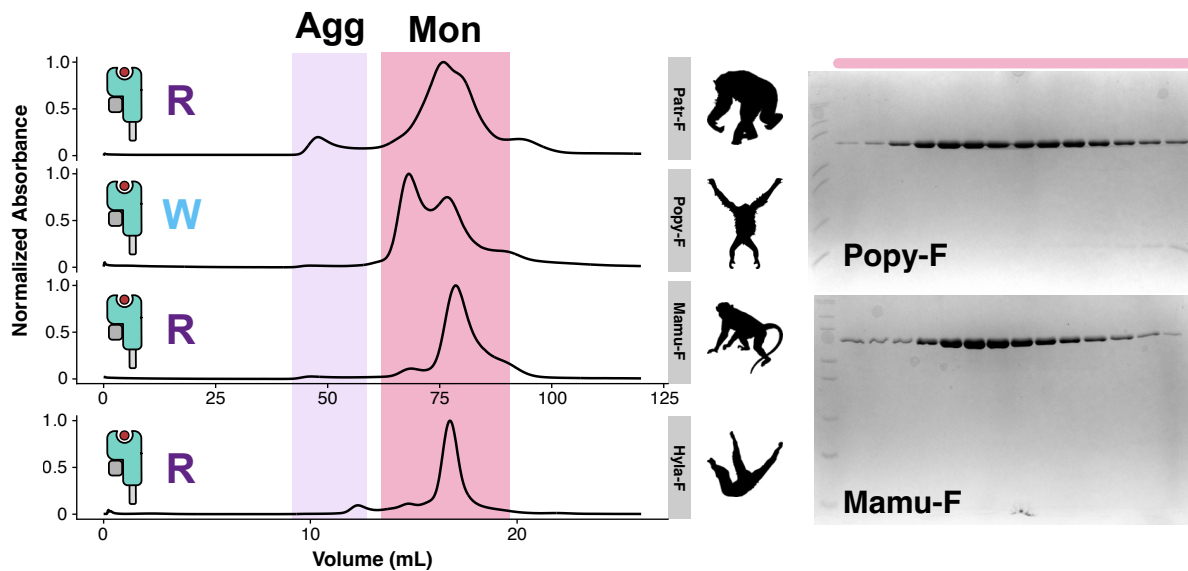 Agg Mon
Normalized Absorbance
1.0
0.5
0
R
Patr-F
1.0
0.5
0
W
Popy-F
1.0
0.5
0
R
Mamu-F
0 25 50 75 100 125
1.0
0.5
0
R
Hyla-F
0 10 20
Volume (mL)
Popy-F
Mamu-F